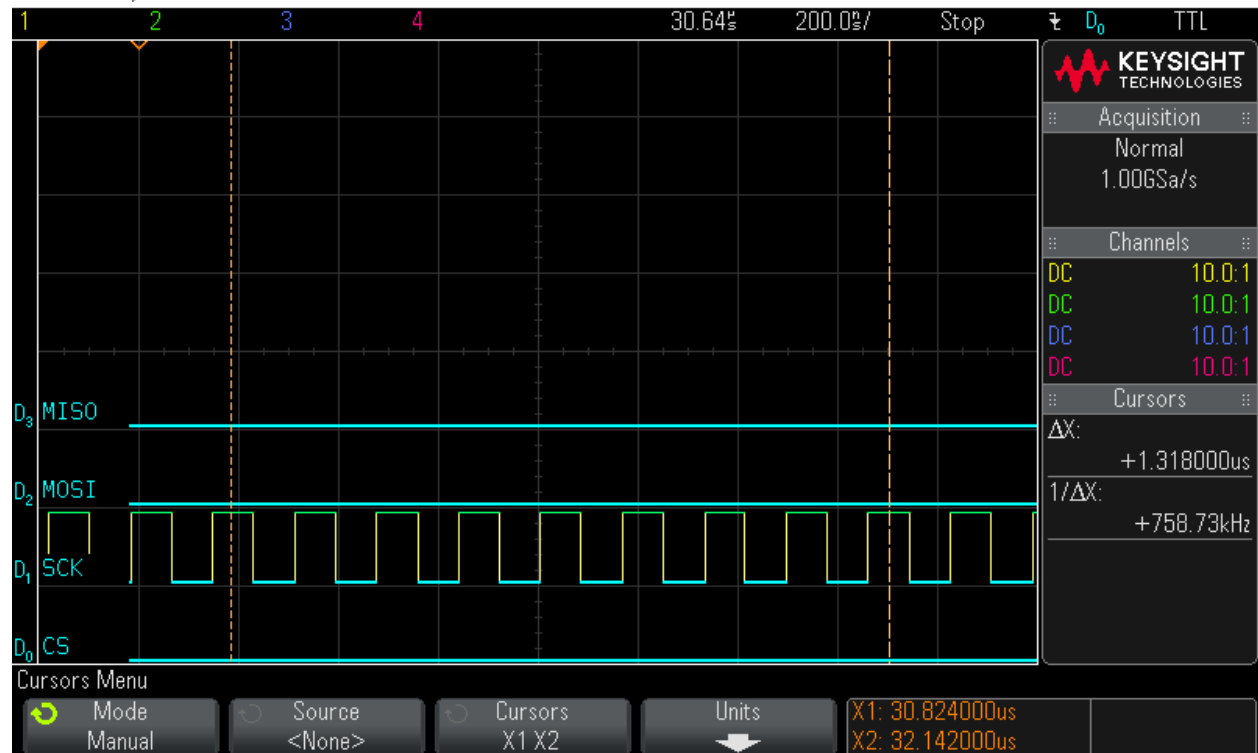 1 2 3 4 30.64us 200.0ns/ Stop D0 TTL
KEYSIGHT
TECHNOLOGIES
Acquisition
Normal
1.00GSa/s
Channels
DC 10.0:1
DC 10.0:1
DC 10.0:1
DC 10.0:1
Cursors
ΔX:
+1.318000us
1/ΔX:
+758.73kHz
D3 MISO
D2 MOSI
D1 SCK
D0 CS
Cursors Menu
Mode
Manual
Source
<None>
Cursors
X1 X2
Units
X1: 30.824000us
X2: 32.142000us